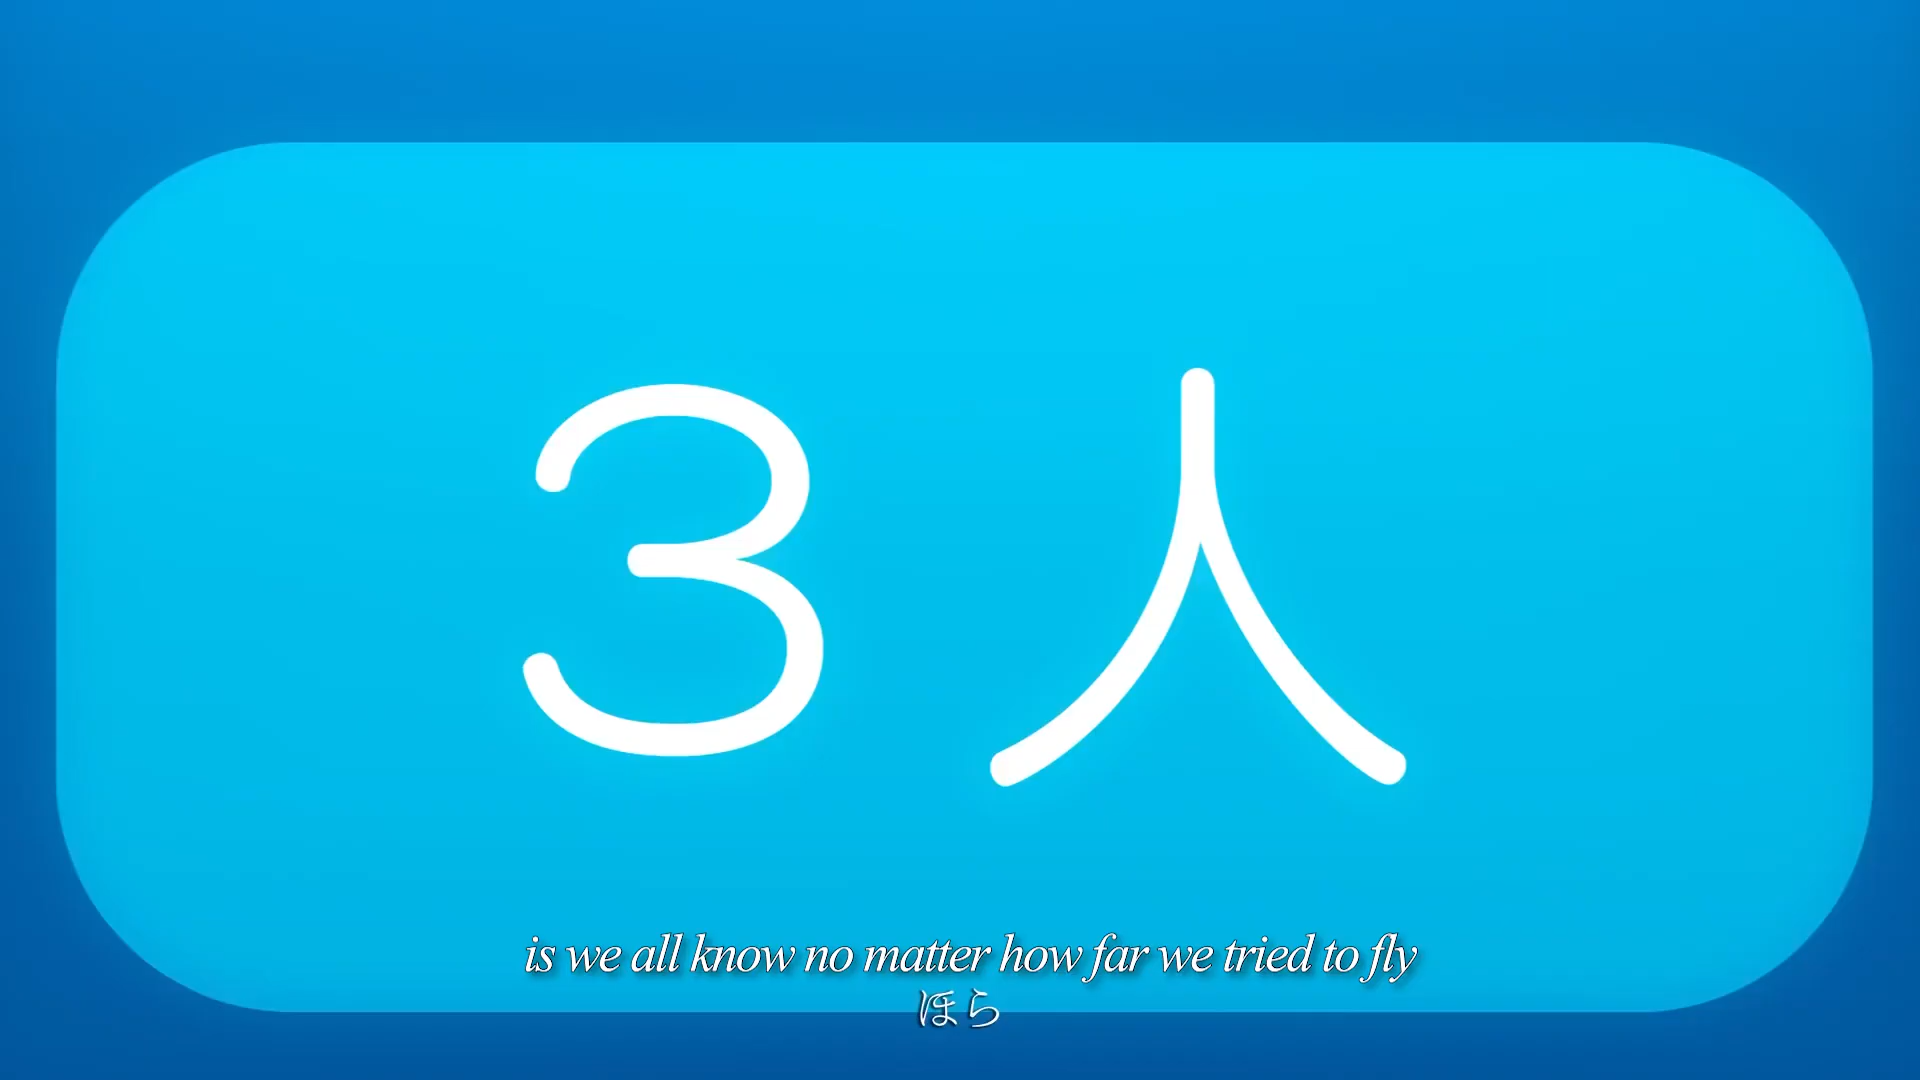 ３人
is we all know no matter how far we tried to fly
ほら